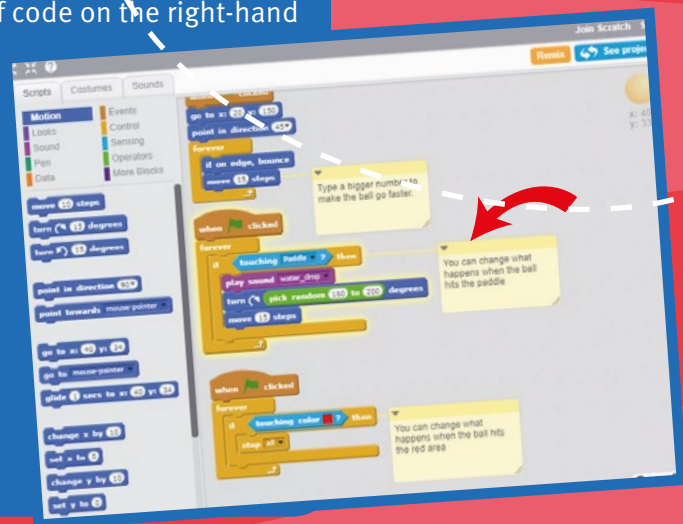 f code on the right-hand
Join Scratch
Remix
See proje
Scripts
Costumes
Sounds
Motion
Looks
Sound
Pen
Data
Events
Control
Sensing
Operators
More Blocks
move 10 steps
turn 15 degrees
turn 15 degrees
point in direction 90
point towards mouse-pointer
go to x: 40 y: 34
go to mouse-pointer
glide 1 secs to x: 40 y: 34
change x by 10
set x to 0
change y by 10
set y to 0
clicked
go to x: 20 y: 150
point in direction 45
forever
if on edge, bounce
move 15 steps
Type a bigger number to
make the ball go faster.
when clicked
forever
if touching Paddle ? then
play sound water_drop
turn pick random 160 to 200 degrees
move 15 steps
You can change what
happens when the ball
hits the paddle
when clicked
forever
if touching color ? then
stop all
You can change what
happens when the ball hits
the red area